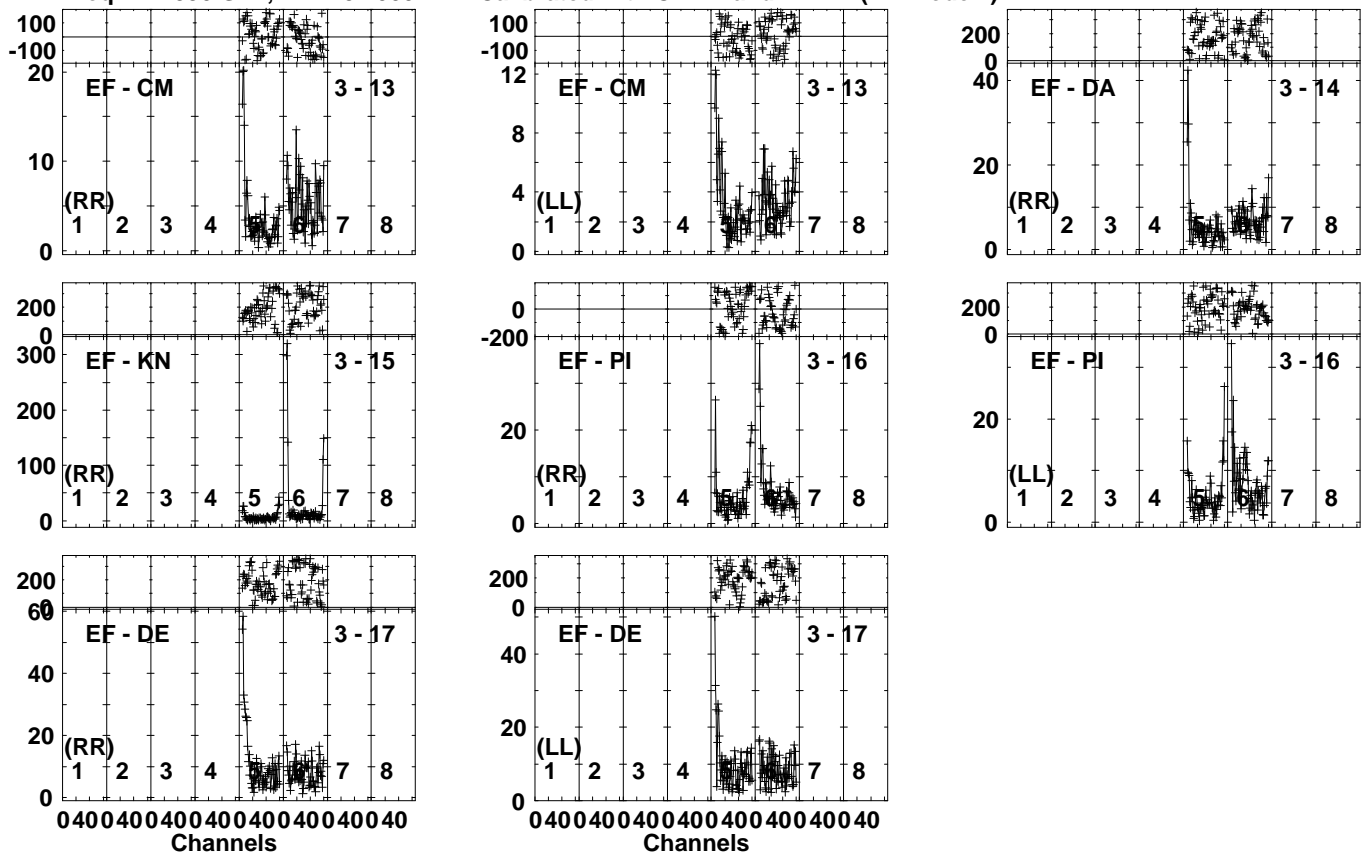 100 100 200
-100 -100 0
20 EF - CM 3 - 13 12 EF - CM 3 - 13 40 EF - DA 3 - 14
10 8 20
(RR) 4 (LL) (RR)
1 2 3 4 5 6 7 8 1 2 3 4 5 6 7 8 1 2 3 4 5 6 7 8
0 0 0
200 0 200
0 -200 0
300 EF - KN 3 - 15 EF - PI 3 - 16 EF - PI 3 - 16
200 20 20
100 (RR) (RR) (LL)
1 2 3 4 5 6 7 8 1 2 3 4 5 6 7 8 1 2 3 4 5 6 7 8
0 0 0
200 200
0 0
60 EF - DE 3 - 17 EF - DE 3 - 17
40 40
20 (RR) 20 (LL)
1 2 3 4 5 6 7 8 1 2 3 4 5 6 7 8
0 0
0 40 0 40 0 40 0 40 0 40 0 40 0 40 0 40 0 40 0 40 0 40 0 40 0 40 0 40 0 40 0 40
Channels Channels